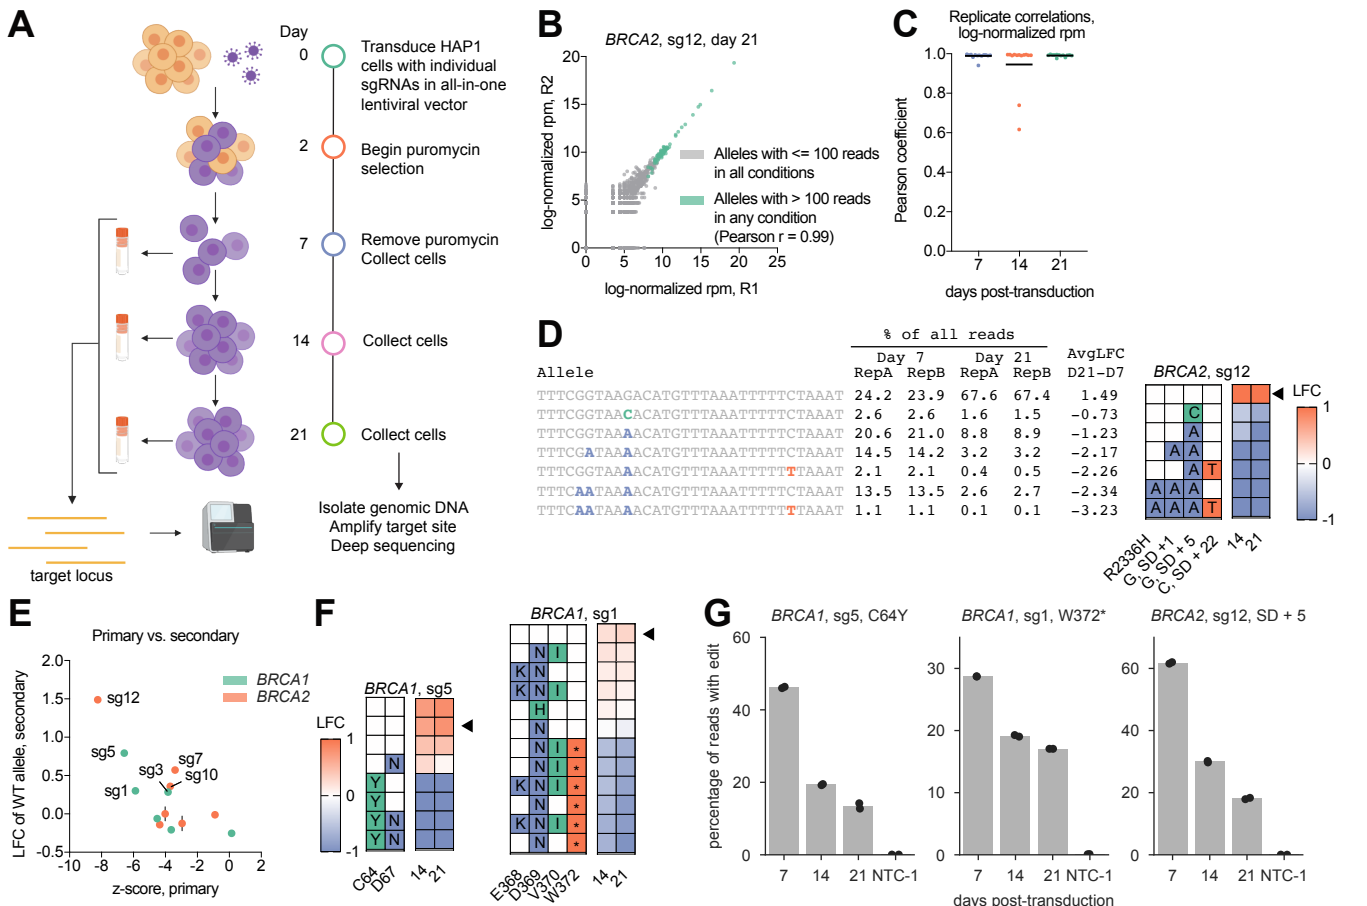 A
Day
0
Transduce HAP1
cells with individual
sgRNAs in all-in-one
lentiviral vector
2
Begin puromycin
selection
7
Remove puromycin
Collect cells
14
Collect cells
21
Collect cells
Isolate genomic DNA
Amplify target site
Deep sequencing
target locus
B
BRCA2, sg12, day 21
log-normalized rpm, R2
20
15
10
5
0
0 5 10 15 20 25
log-normalized rpm, R1
Alleles with <= 100 reads
in all conditions
Alleles with > 100 reads
in any condition
(Pearson r = 0.99)
C
Replicate correlations,
log-normalized rpm
Pearson coefficient
1.0
0.8
0.6
0.4
0.2
0.0
7 14 21
days post-transduction
D
% of all reads
Day 7 Day 21 AvgLFC
Allele RepA RepB RepA RepB D21-D7
TTTCGGTAAGACATGTTTAAATTTTTCTAAAT 24.2 23.9 67.6 67.4 1.49
TTTCGGTAACACATGTTTAAATTTTTCTAAAT 2.6 2.6 1.6 1.5 -0.73
TTTCGGTAAAACATGTTTAAATTTTTCTAAAT 20.6 21.0 8.8 8.9 -1.23
TTTCGATAAAACATGTTTAAATTTTTCTAAAT 14.5 14.2 3.2 3.2 -2.17
TTTCGGTAAAACATGTTTAAATTTTTTTAAAT 2.1 2.1 0.4 0.5 -2.26
TTTCAATAAAACATGTTTAAATTTTTCTAAAT 13.5 13.5 2.6 2.7 -2.34
TTTCAATAAAACATGTTTAAATTTTTTTAAAT 1.1 1.1 0.1 0.1 -3.23
BRCA2, sg12
C
A
A A
A T
A A A
A A A T
R2336H
G, SD +1
G, SD + 5
C, SD + 22
14
21
LFC
1
0
-1
E
Primary vs. secondary
LFC of WT allele, secondary
2.0
1.5
1.0
0.5
0.0
-0.5
-10 -8 -6 -4 -2 0 2
z-score, primary
BRCA1
BRCA2
sg12
sg5
sg7
sg3
sg10
sg1
F
LFC
1
0
-1
BRCA1, sg5
N
Y
Y
Y N
Y N
C64
D67
14
21
BRCA1, sg1
N I
K N
K N I
H
N
N I *
N I *
K N I *
N *
K N I *
N *
E368
D369
V370
W372
14
21
G
BRCA1, sg5, C64Y
percentage of reads with edit
60
40
20
0
7 14 21 NTC-1
BRCA1, sg1, W372*
30
20
10
0
7 14 21 NTC-1
days post-transduction
BRCA2, sg12, SD + 5
60
40
20
0
7 14 21 NTC-1